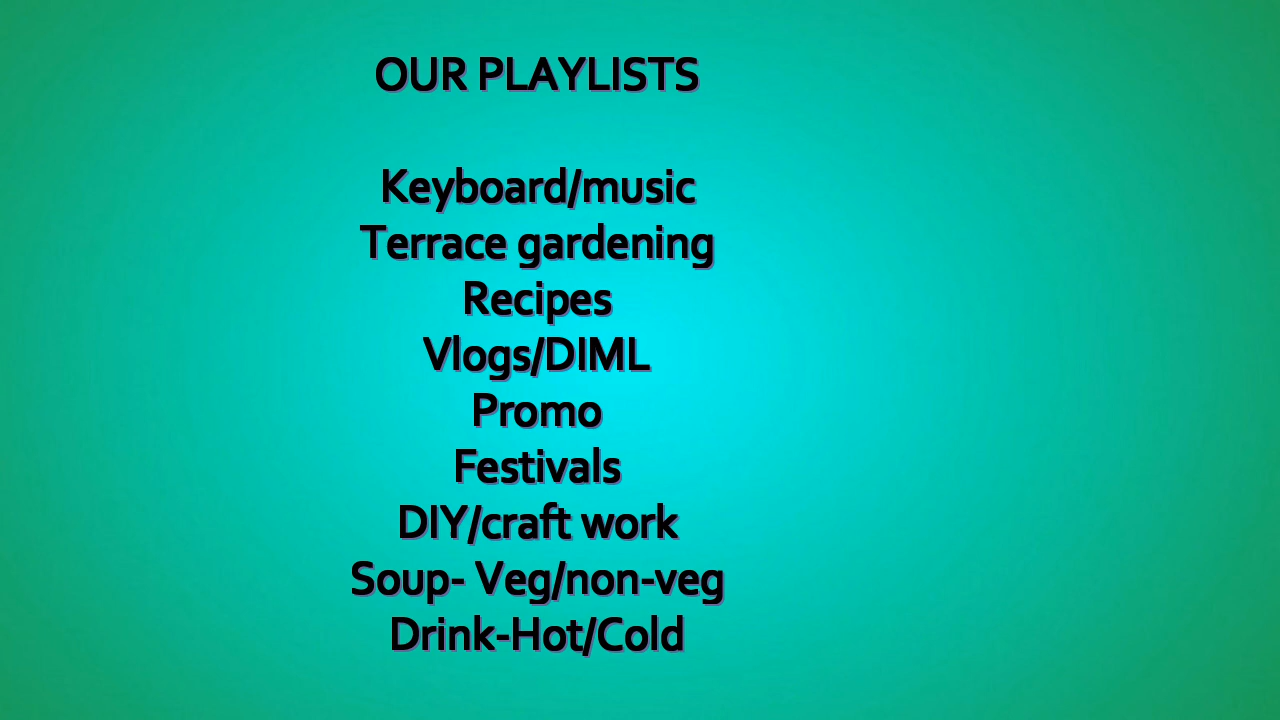 OUR PLAYLISTS
Keyboard/music
Terrace gardening
Recipes
Vlogs/DIML
Promo
Festivals
DIY/craft work
Soup- Veg/non-veg
Drink-Hot/Cold